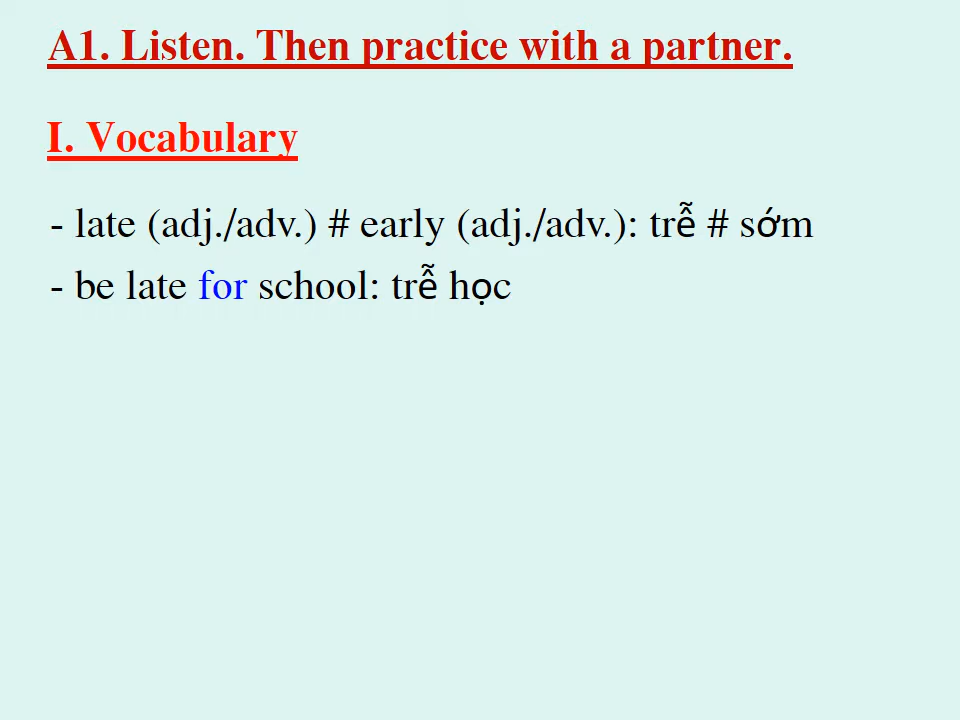 A1. Listen. Then practice with a partner.
I. Vocabulary
- late (adj./adv.) # early (adj./adv.): trễ # sớm
- be late for school: trễ học